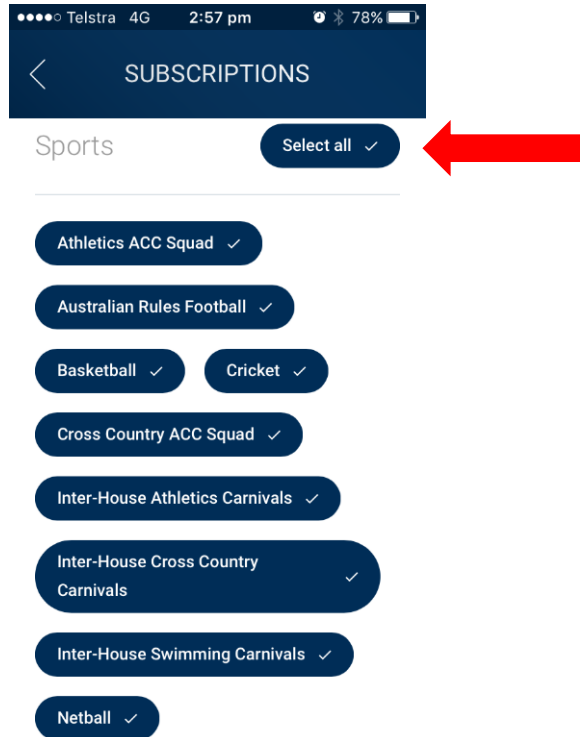 Telstra 4G 2:57 pm 78%
SUBSCRIPTIONS
Sports Select all
Athletics ACC Squad
Australian Rules Football
Basketball Cricket
Cross Country ACC Squad
Inter-House Athletics Carnivals
Inter-House Cross Country
Carnivals
Inter-House Swimming Carnivals
Netball